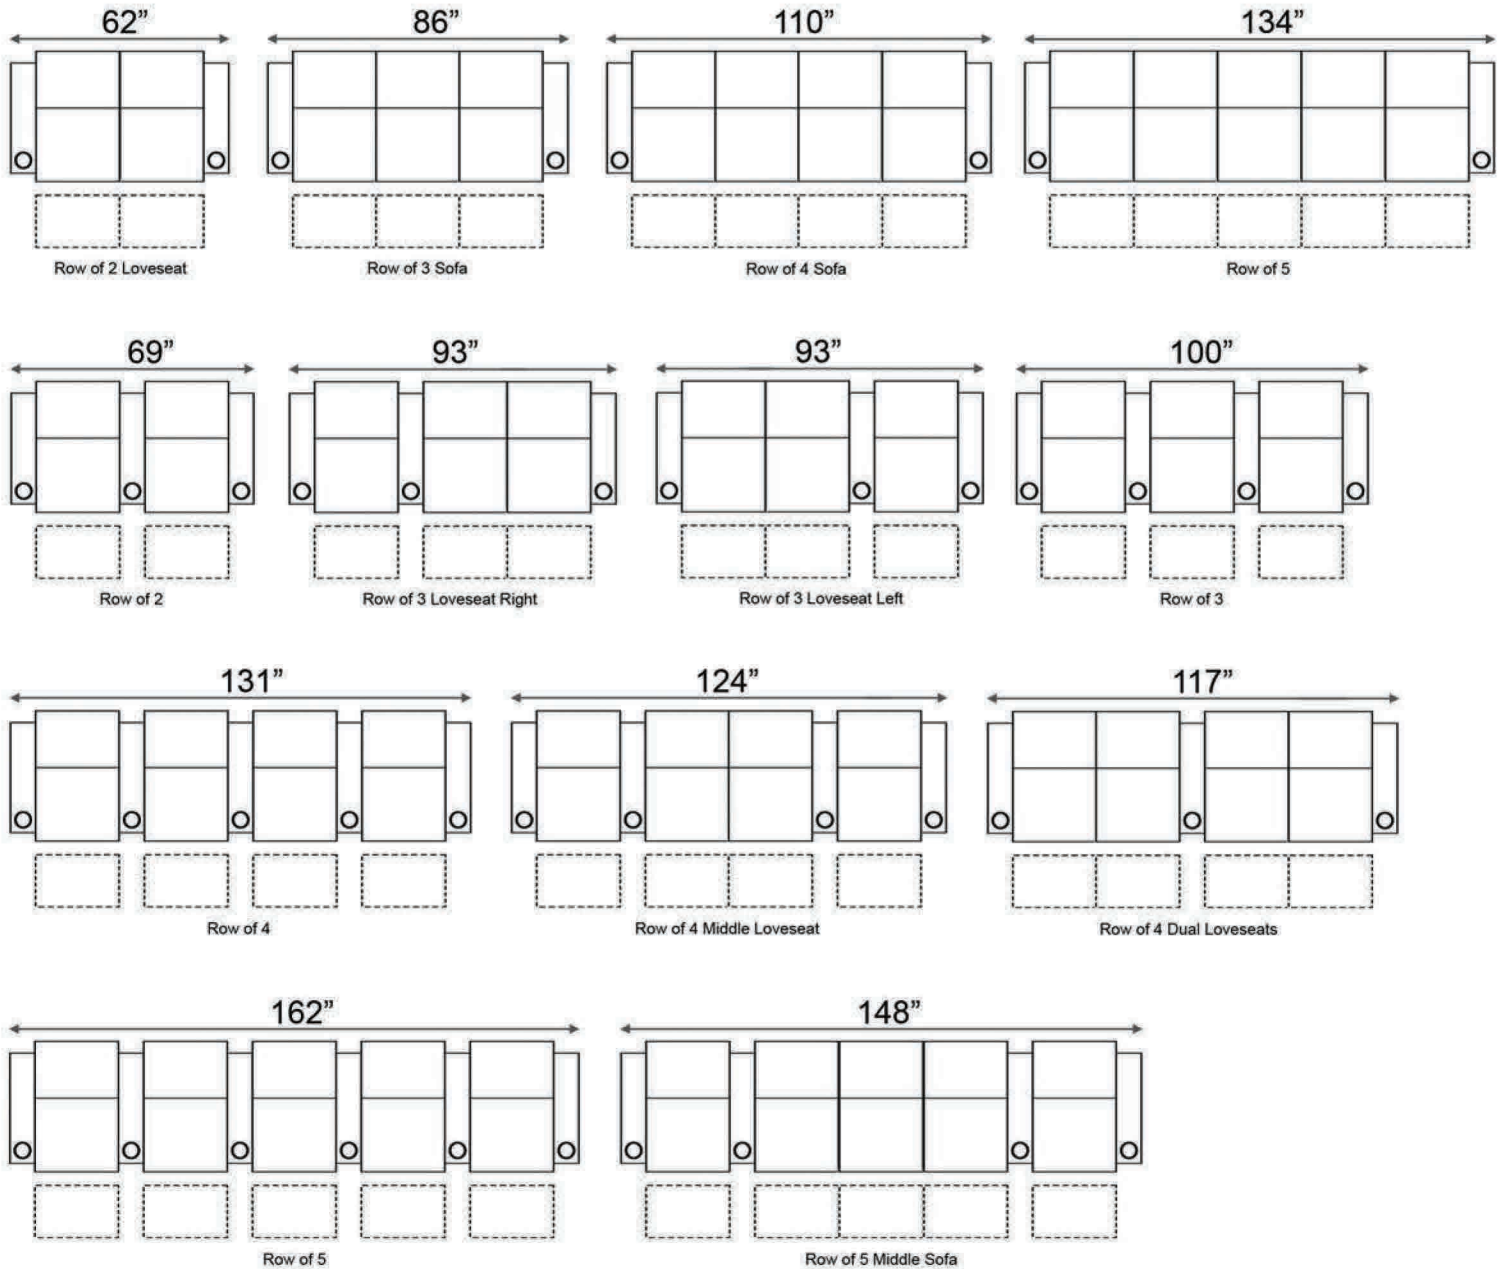 62”
86”
110”
134”
Row of 2 Loveseat
Row of 3 Sofa
Row of 4 Sofa
Row of 5
69”
93”
93”
100”
Row of 2
Row of 3 Loveseat Right
Row of 3 Loveseat Left
Row of 3
131”
124”
117”
Row of 4
Row of 4 Middle Loveseat
Row of 4 Dual Loveseats
162”
148”
Row of 5
Row of 5 Middle Sofa